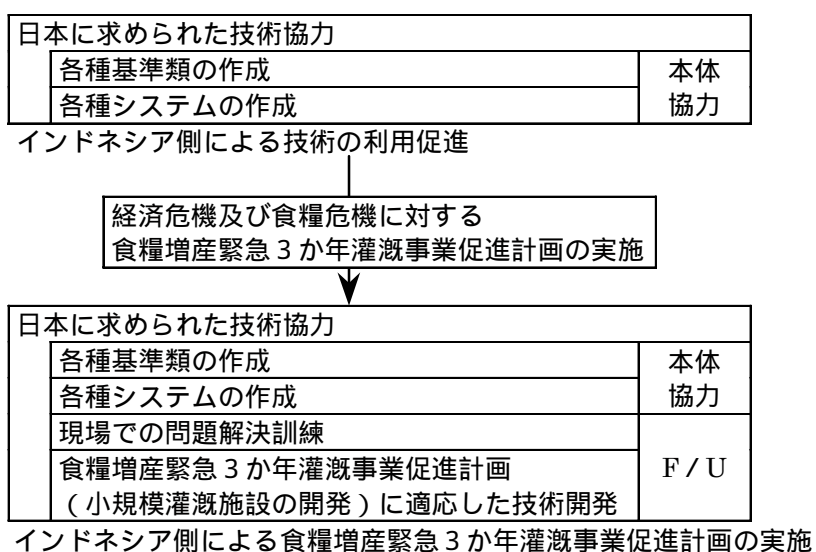 日本に求められた技術協力
各種基準類の作成
本体
各種システムの作成
協力
インドネシア側による技術の利用促進
経済危機及び食糧危機に対する
食糧増産緊急3か年灌漑事業促進計画の実施
日本に求められた技術協力
各種基準類の作成
本体
各種システムの作成
協力
現場での問題解決訓練
食糧増産緊急3か年灌漑事業促進計画
F/U
(小規模灌漑施設の開発)に適応した技術開発
インドネシア側による食糧増産緊急3か年灌漑事業促進計画の実施